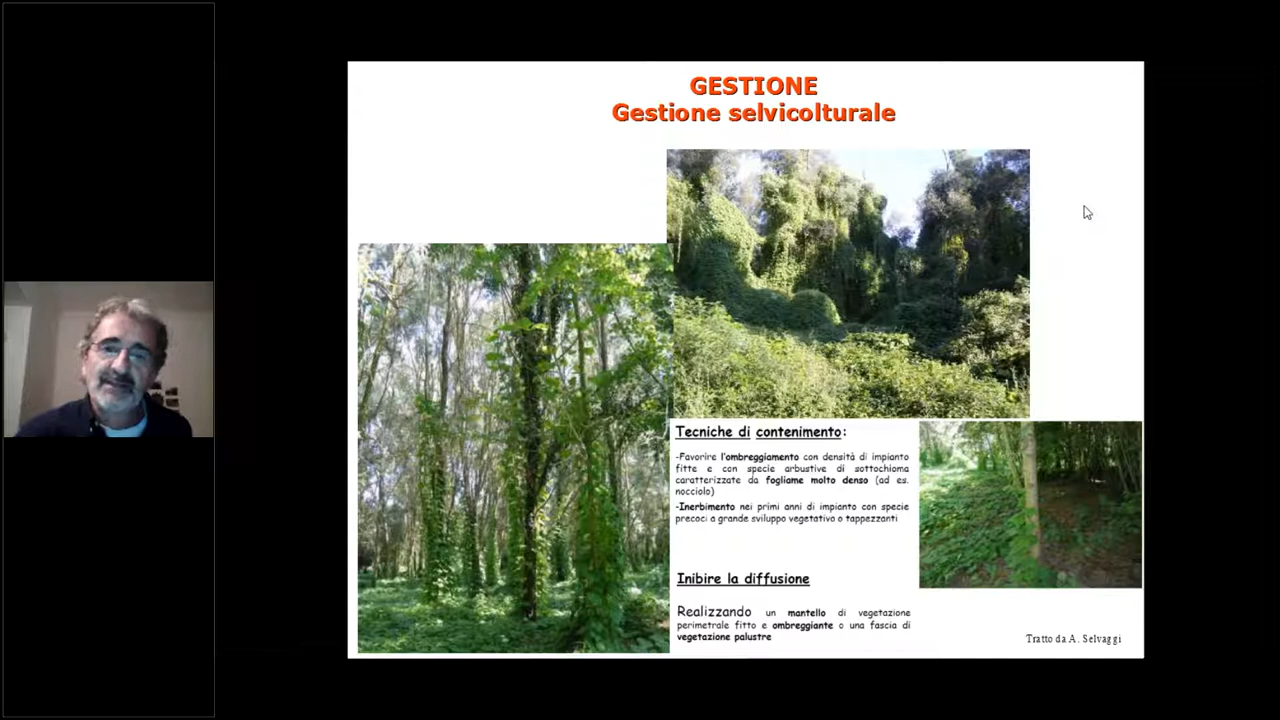 GESTIONE
Gestione selvicolturale
Tecniche di contenimento:
-Favorire l'ombreggiamento con densità di impianto
fitte e con specie arbustive di sottochioma
caratterizzate da fogliame molto denso (ad es.
nocciolo)
-Inerbimento nei primi anni di impianto con specie
precoci a grande sviluppo vegetativo o tappezzanti
Inibire la diffusione
Realizzando un mantello di vegetazione
perimetrale fitto e ombreggiante o una fascia di
vegetazione palustre
Tratto da A. Selvaggi